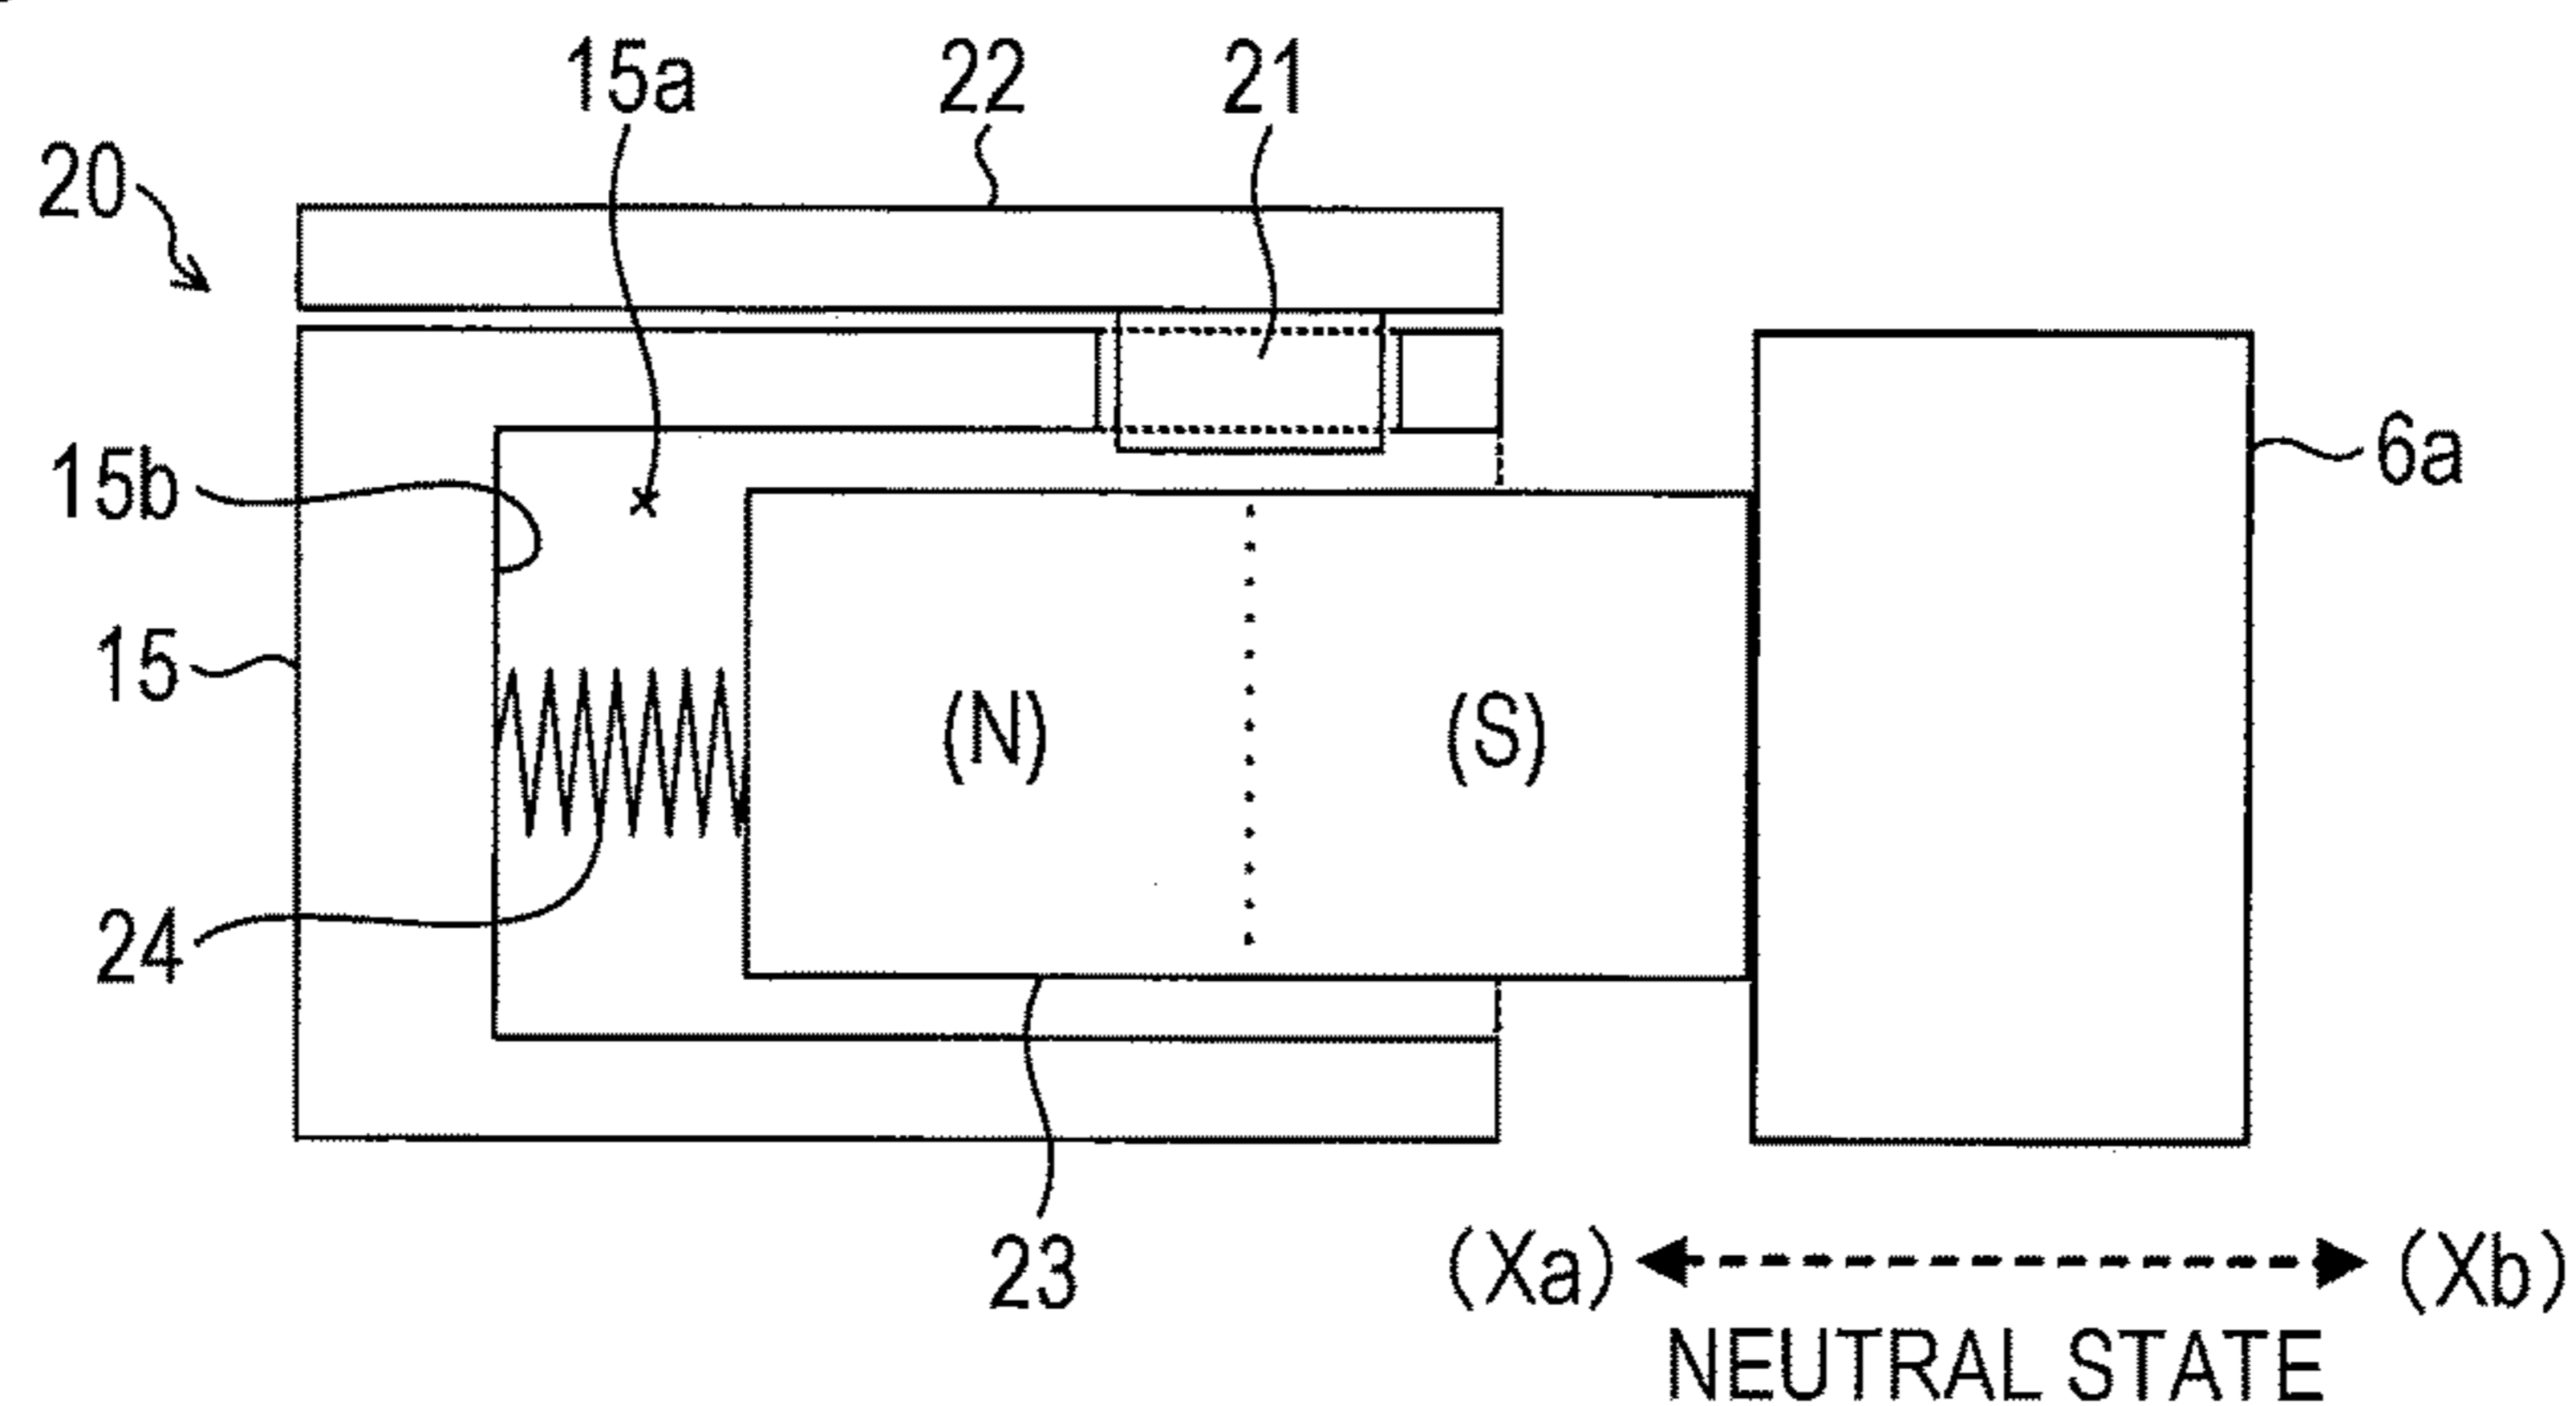 15a
22
21
20
15b
6a
15
(N)
(S)
24
23
(Xa)
(Xb)
NEUTRAL STATE